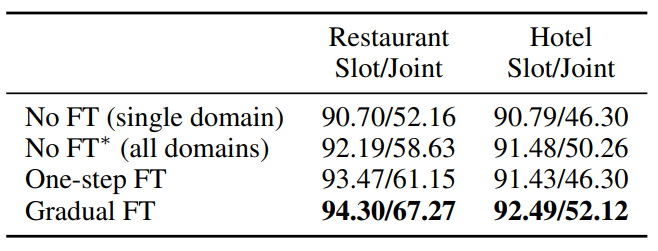 Restaurant Hotel
Slot/Joint Slot/Joint
No FT (single domain) 90.70/52.16 90.79/46.30
No FT* (all domains) 92.19/58.63 91.48/50.26
One-step FT 93.47/61.15 91.43/46.30
Gradual FT 94.30/67.27 92.49/52.12